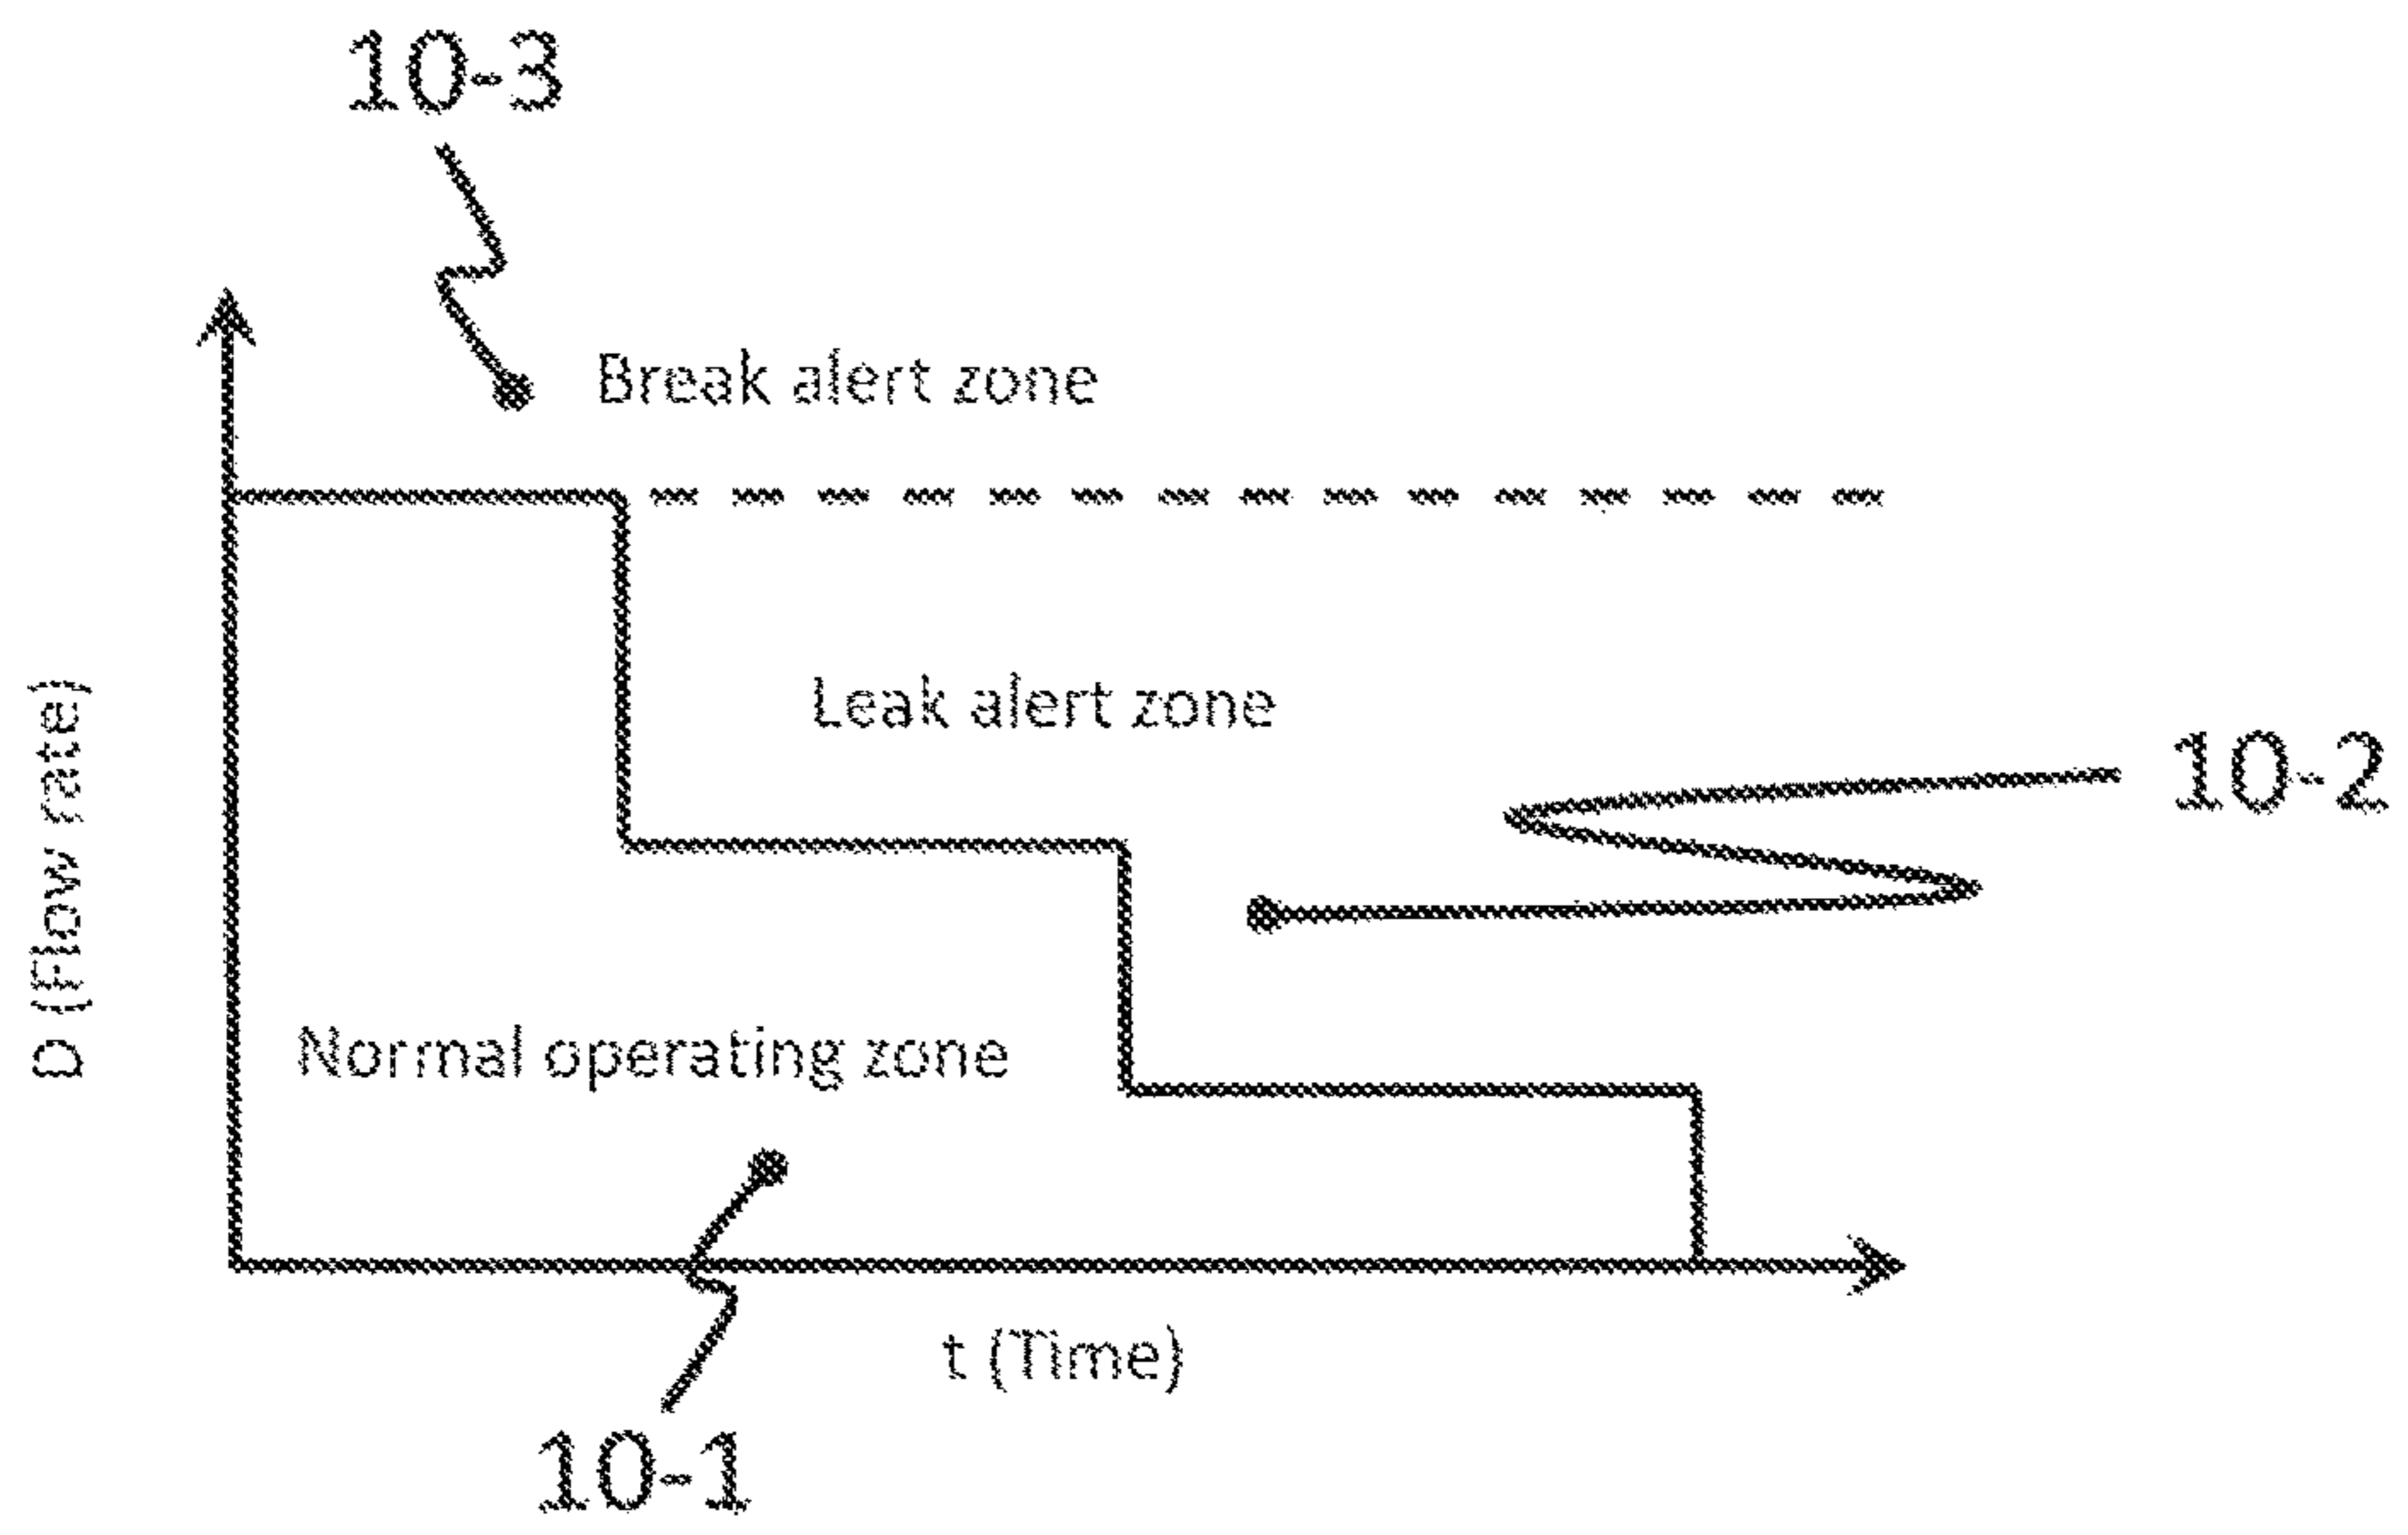 10-3
Break alert zone
Leak alert zone
10-2
D (Flow rate)
Normal operating zone
t (Time)
10-1